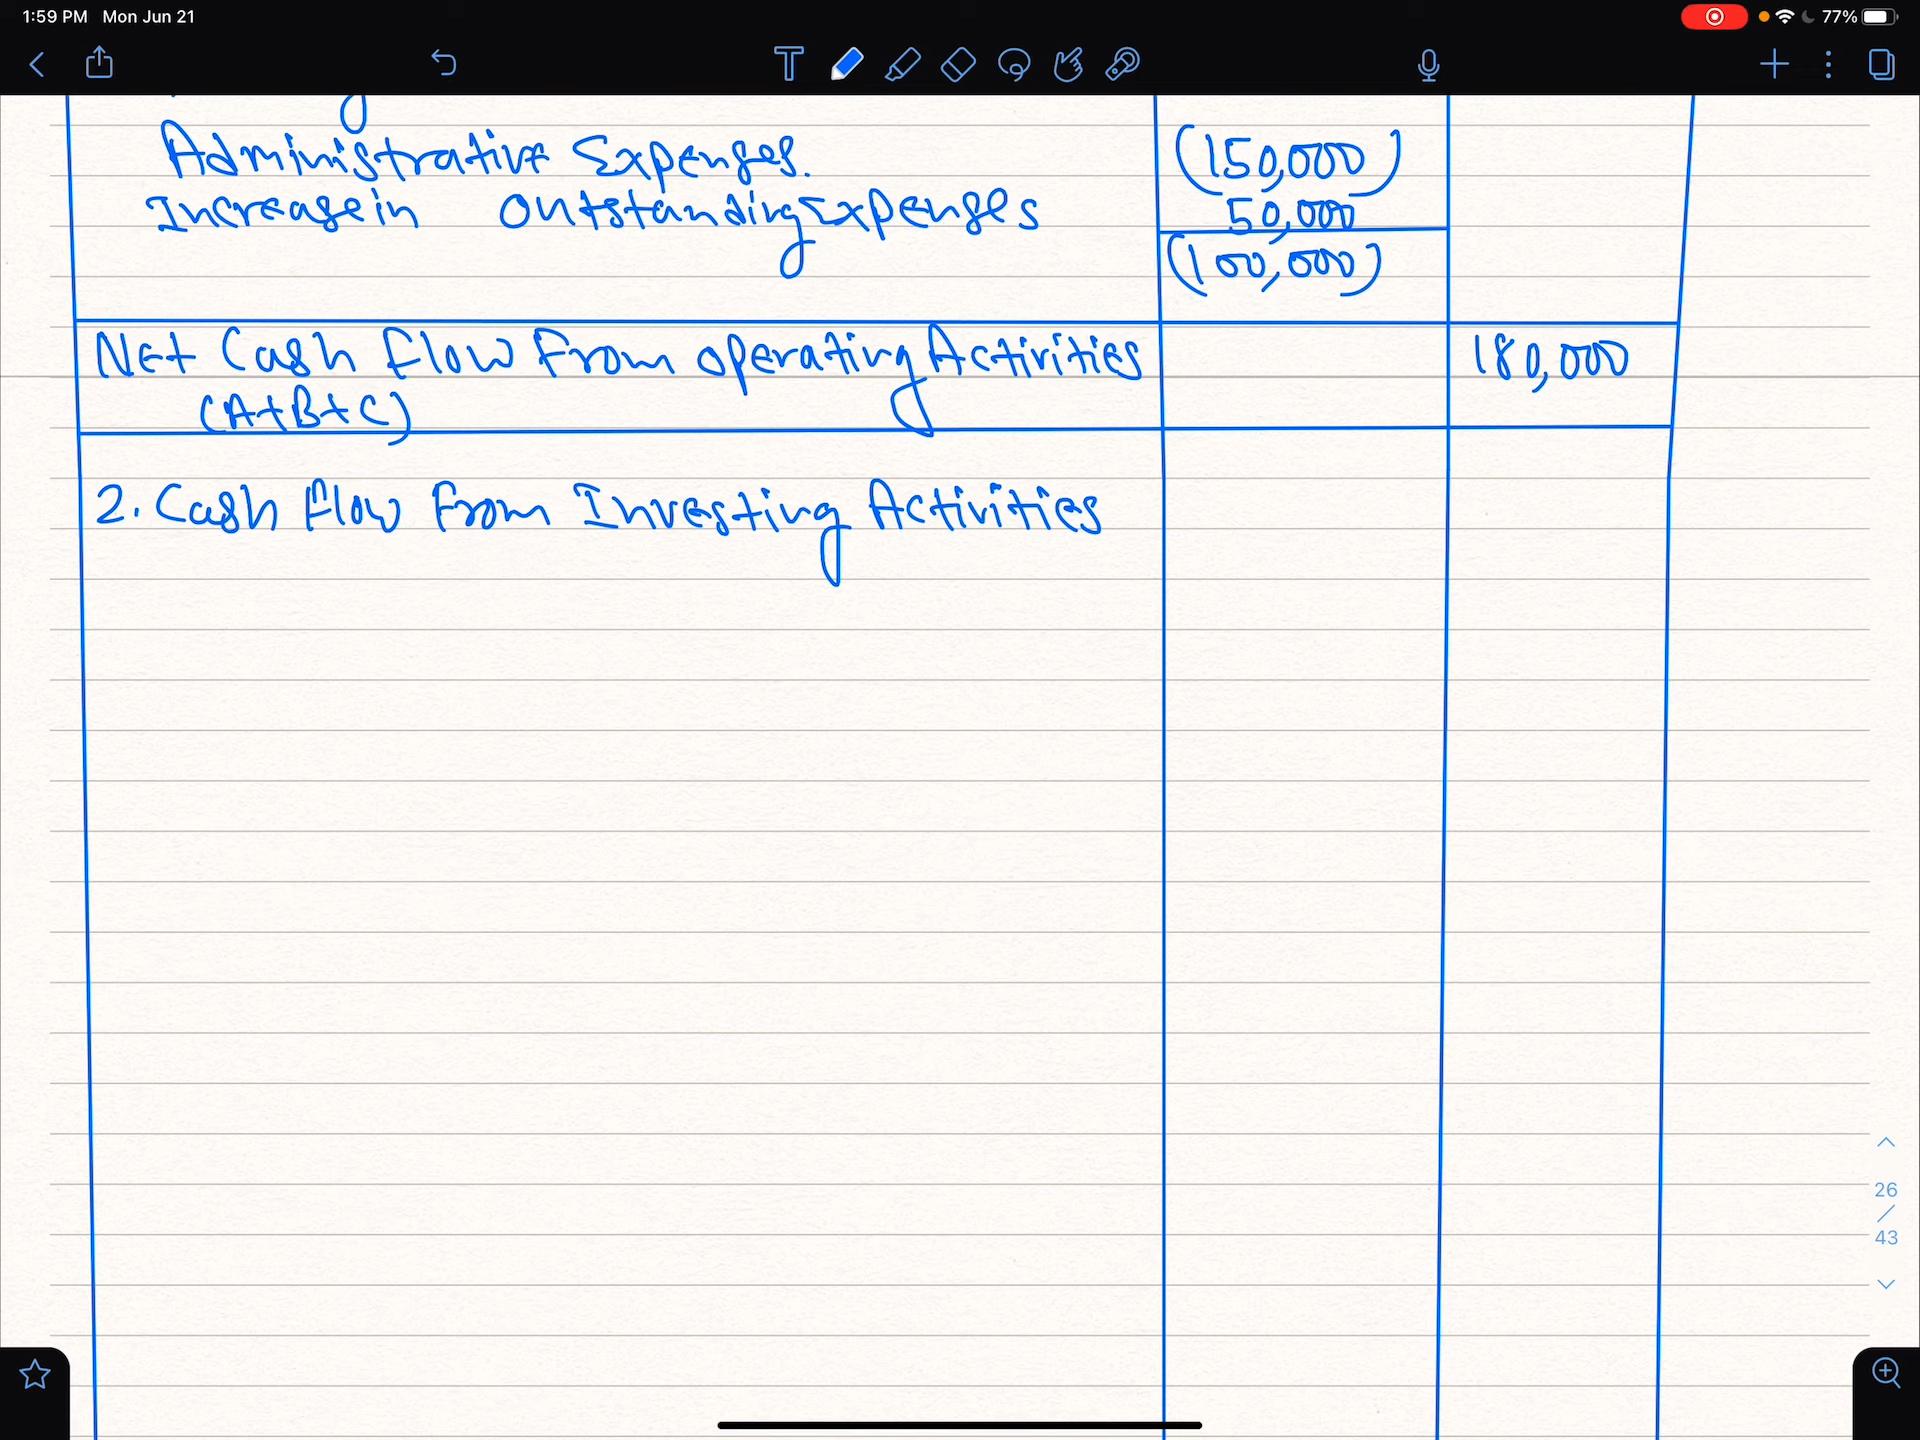 1:59 PM Mon Jun 21 77%
Administrative Expenses. (150,000)
Increase in Outstanding Expenses 50,000
(100,000)
Net Cash Flow From operating Activities 180,000
(A+B+C)
2. Cash Flow From Investing Activities
26
/
43